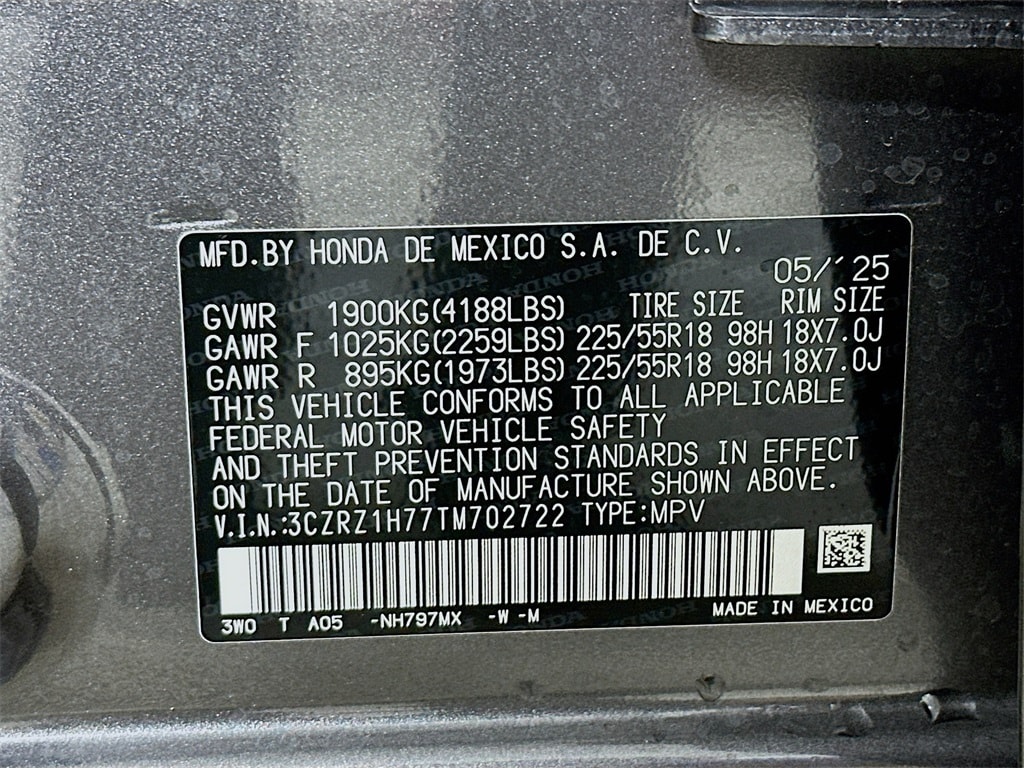 MFD.BY HONDA DE MEXICO S.A. DE C.V.
05/'25
GVWR 1900KG(4188LBS) TIRE SIZE RIM SIZE
GAWR F 1025KG(2259LBS) 225/55R18 98H 18X7.0J
GAWR R 895KG(1973LBS) 225/55R18 98H 18X7.0J
THIS VEHICLE CONFORMS TO ALL APPLICABLE
FEDERAL MOTOR VEHICLE SAFETY
AND THEFT PREVENTION STANDARDS IN EFFECT
ON THE DATE OF MANUFACTURE SHOWN ABOVE.
V.I.N.:3CZRZ1H77TM702722 TYPE:MPV
3W0 T A05 -NH797MX -W -M MADE IN MEXICO